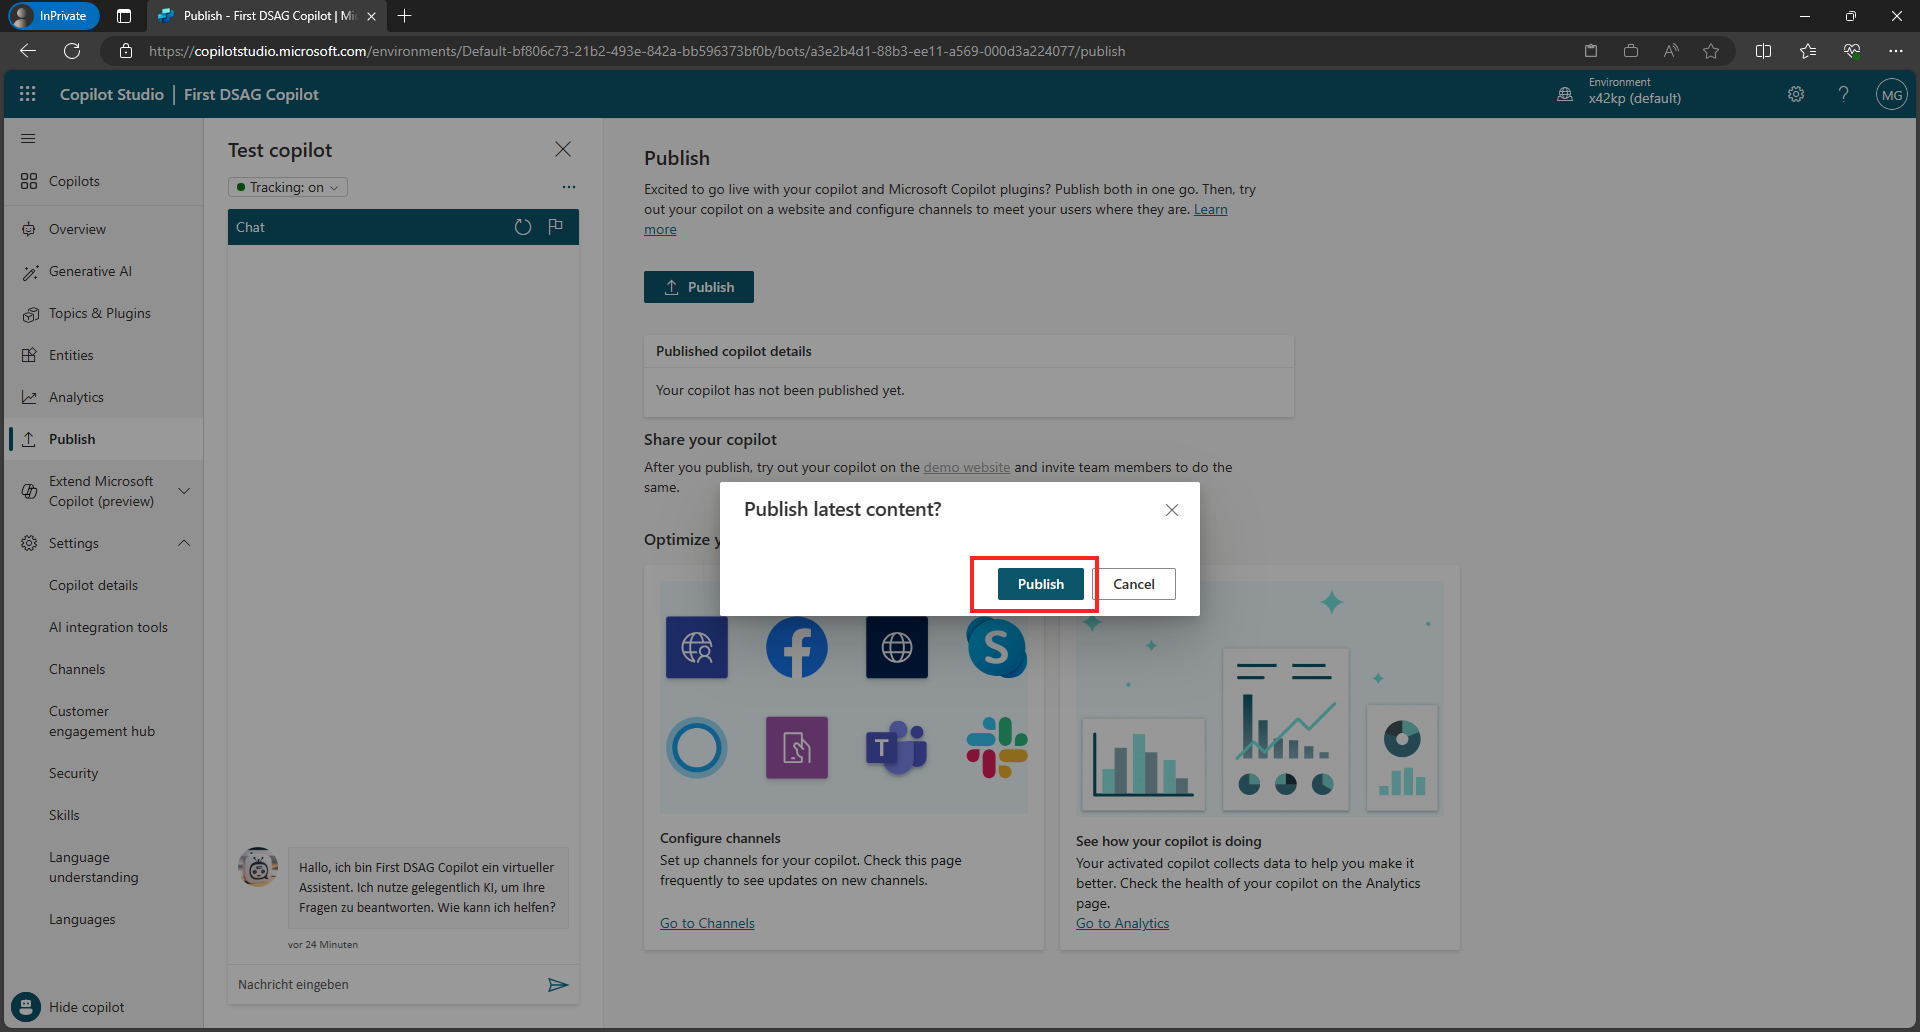 InPrivate
Publish - First DSAG Copilot | Mi
https://copilotstudio.microsoft.com/environments/Default-bf806c73-21b2-493e-842a-bb596373bf0b/bots/a3e2b4d1-88b3-ee11-a569-000d3a224077/publish
Copilot Studio | First DSAG Copilot
Environment
x42kp (default)
?
MG
Copilots
Overview
Generative AI
Topics & Plugins
Entities
Analytics
Publish
Extend Microsoft
Copilot (preview)
Settings
Copilot details
AI integration tools
Channels
Customer
engagement hub
Security
Skills
Language
understanding
Languages
Hide copilot
Test copilot
Tracking: on
Chat
Hallo, ich bin First DSAG Copilot ein virtueller
Assistent. Ich nutze gelegentlich KI, um Ihre
Fragen zu beantworten. Wie kann ich helfen?
vor 24 Minuten
Nachricht eingeben
Publish
Excited to go live with your copilot and Microsoft Copilot plugins? Publish both in one go. Then, try
out your copilot on a website and configure channels to meet your users where they are. Learn
more
Publish
Published copilot details
Your copilot has not been published yet.
Share your copilot
After you publish, try out your copilot on the demo website and invite team members to do the
same.
Optimize y
Publish latest content?
Publish
Cancel
S
T
Configure channels
Set up channels for your copilot. Check this page
frequently to see updates on new channels.
Go to Channels
See how your copilot is doing
Your activated copilot collects data to help you make it
better. Check the health of your copilot on the Analytics
page.
Go to Analytics